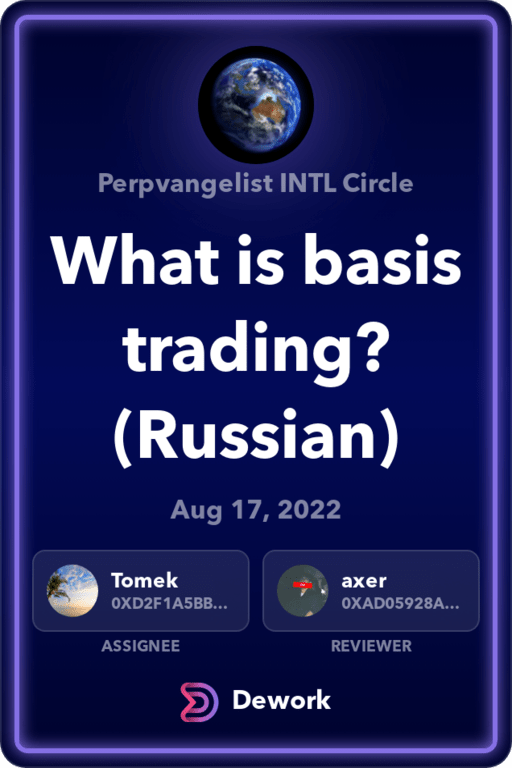 Perpvangelist INTL Circle
What is basis
trading?
(Russian)
Aug 17, 2022
Tomek
0XD2F1A5BB...
axer
0XAD05928A...
ASSIGNEE
REVIEWER
Dework